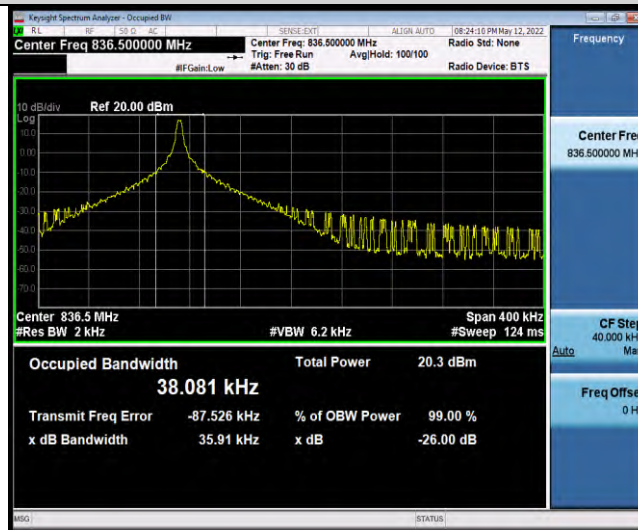 Keysight Spectrum Analyzer - Occupied BW
RL RF 50 Ω AC SENSE:EXT ALIGN AUTO 08:24:10 PM May 12, 2022
Center Freq 836.500000 MHz
Center Freq: 836.500000 MHz Radio Std: None
Trig: Free Run Avg|Hold: 100/100
#IFGain:Low #Atten: 30 dB Radio Device: BTS
Frequency
10 dB/div Ref 20.00 dBm
Log
10.0
0.00
-10.0
-20.0
-30.0
-40.0
-50.0
-60.0
-70.0
Center Fre
836.500000 MH
Center 836.5 MHz Span 400 kHz
#Res BW 2 kHz #VBW 6.2 kHz #Sweep 124 ms
CF Step
40.000 kH
Auto Ma
Occupied Bandwidth Total Power 20.3 dBm
38.081 kHz
Transmit Freq Error -87.526 kHz % of OBW Power 99.00 %
x dB Bandwidth 35.91 kHz x dB -26.00 dB
Freq Offse
0 H
MSG STATUS